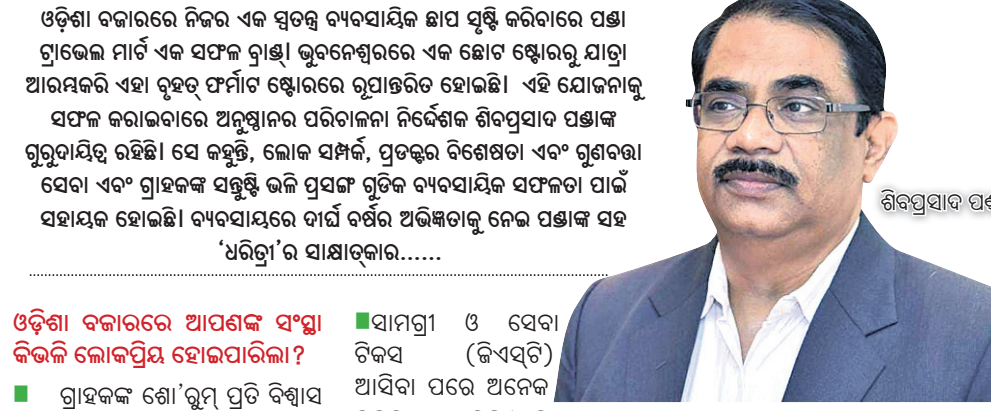 ଓଡ଼ିଶା ବଜାରରେ ନିଜର ଏକ ସ୍ୱତନ୍ତ୍ର ବ୍ୟବସାୟିକ ଛାପ ସୃଷ୍ଟି କରିବାରେ ପଣ୍ଡା
ଟ୍ରାଭେଲ ମାର୍ଟ ଏକ ସଫଳ ବ୍ରାଣ୍ଡ। ଭୁବନେଶ୍ୱରରେ ଏକ ଛୋଟ ଷ୍ଟୋରରୁ ଯାତ୍ରା
ଆରମ୍ଭକରି ଏହା ବୃହତ୍ ଫର୍ମାଟ ଷ୍ଟୋରରେ ରୂପାନ୍ତରିତ ହୋଇଛି। ଏହି ଯୋଜନାକୁ
ସଫଳ କରାଇବାରେ ଅନୁଷ୍ଠାନର ପରିଚାଳନା ନିର୍ଦ୍ଦେଶକ ଶିବପ୍ରସାଦ ପଣ୍ଡାଙ୍କ
ଗୁରୁଦାୟିତ୍ୱ ରହିଛି। ସେ କହୁନ୍ତି, ଲୋକ ସମ୍ପର୍କ, ପ୍ରଡକ୍ଟର ବିଶେଷତା ଏବଂ ଗୁଣବତ୍ତା
ସେବା ଏବଂ ଗ୍ରାହକଙ୍କ ସନ୍ତୁଷ୍ଟି ଭଳି ପ୍ରସଙ୍ଗ ଗୁଡିକ ବ୍ୟବସାୟିକ ସଫଳତା ପାଇଁ
ସହାୟକ ହୋଇଛି। ବ୍ୟବସାୟରେ ଦୀର୍ଘ ବର୍ଷର ଅଭିଜ୍ଞତାକୁ ନେଇ ପଣ୍ଡାଙ୍କ ସହ
‘ଧରିତ୍ରୀ’ର ସାକ୍ଷାତ୍‌କାର......
ଶିବପ୍ରସାଦ
ଓଡ଼ିଶା ବଜାରରେ ଆପଣଙ୍କ ସଂସ୍ଥା
କିଭଳି ଲୋକପ୍ରିୟ ହୋଇପାରିଲା?
■ ଗ୍ରାହକଙ୍କ ଶୋ’ରୁମ୍ ପ୍ରତି ବିଶ୍ୱାସ
■ସାମଗ୍ରୀ ଓ ସେବା
ଟିକସ (ଜିଏସ୍‌ଟି)
ଆସିବା ପରେ ଅନେକ